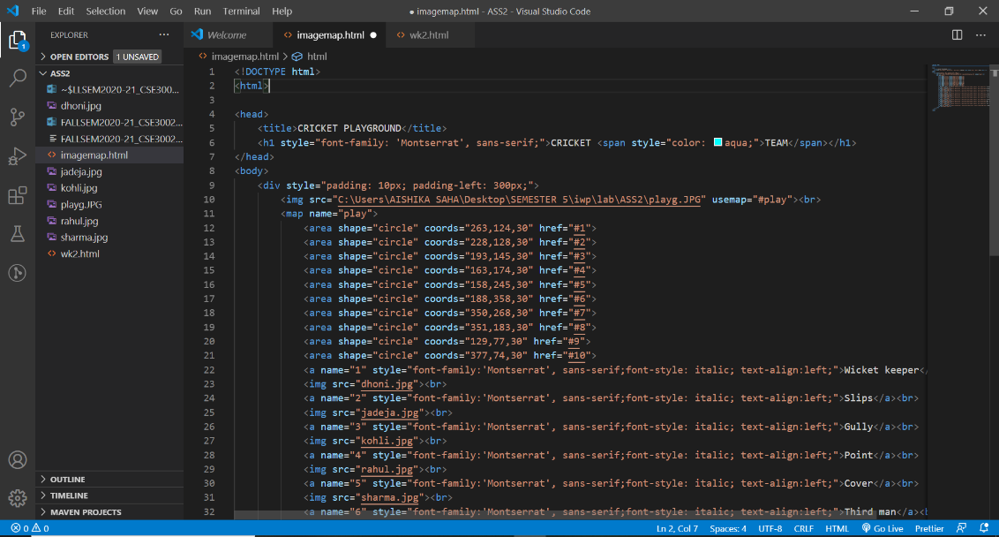 File Edit Selection View Go Run Terminal Help
● imagemap.html - ASS2 - Visual Studio Code
EXPLORER
Welcome
<> imagemap.html ●
<> wk2.html
OPEN EDITORS 1 UNSAVED
<> imagemap.html > html
ASS2
~$LLSEM2020-21_CSE300...
dhoni.jpg
FALLSEM2020-21_CSE3002...
FALLSEM2020-21_CSE3002...
<> imagemap.html
jadeja.jpg
kohli.jpg
playg.JPG
rahul.jpg
sharma.jpg
<> wk2.html
1
OUTLINE
TIMELINE
MAVEN PROJECTS
1 <!DOCTYPE html>
2 <html>
3
4 <head>
5 <title>CRICKET PLAYGROUND</title>
6 <h1 style="font-family: 'Montserrat', sans-serif;">CRICKET <span style="color: aqua;">TEAM</span></h1>
7 </head>
8 <body>
9 <div style="padding: 10px; padding-left: 300px;">
10 <img src="C:\Users\AISHIKA SAHA\Desktop\SEMESTER 5\iwp\lab\ASS2\playg.JPG" usemap="#play"><br>
11 <map name="play">
12 <area shape="circle" coords="263,124,30" href="#1">
13 <area shape="circle" coords="228,128,30" href="#2">
14 <area shape="circle" coords="193,145,30" href="#3">
15 <area shape="circle" coords="163,174,30" href="#4">
16 <area shape="circle" coords="158,245,30" href="#5">
17 <area shape="circle" coords="188,358,30" href="#6">
18 <area shape="circle" coords="350,268,30" href="#7">
19 <area shape="circle" coords="351,183,30" href="#8">
20 <area shape="circle" coords="129,77,30" href="#9">
21 <area shape="circle" coords="377,74,30" href="#10">
22 <a name="1" style="font-family:'Montserrat', sans-serif;font-style: italic; text-align:left;">Wicket keeper</
23 <img src="dhoni.jpg"><br>
24 <a name="2" style="font-family:'Montserrat', sans-serif;font-style: italic; text-align:left;">Slips</a><br>
25 <img src="jadeja.jpg"><br>
26 <a name="3" style="font-family:'Montserrat', sans-serif;font-style: italic; text-align:left;">Gully</a><br>
27 <img src="kohli.jpg"><br>
28 <a name="4" style="font-family:'Montserrat', sans-serif;font-style: italic; text-align:left;">Point</a><br>
29 <img src="rahul.jpg"><br>
30 <a name="5" style="font-family:'Montserrat', sans-serif;font-style: italic; text-align:left;">Cover</a><br>
31 <img src="sharma.jpg"><br>
32 <a name="6" style="font-family:'Montserrat', sans-serif;font-style: italic; text-align:left;">Third man</a><b
0 0 Ln 2, Col 7 Spaces: 4 UTF-8 CRLF HTML Go Live Prettier